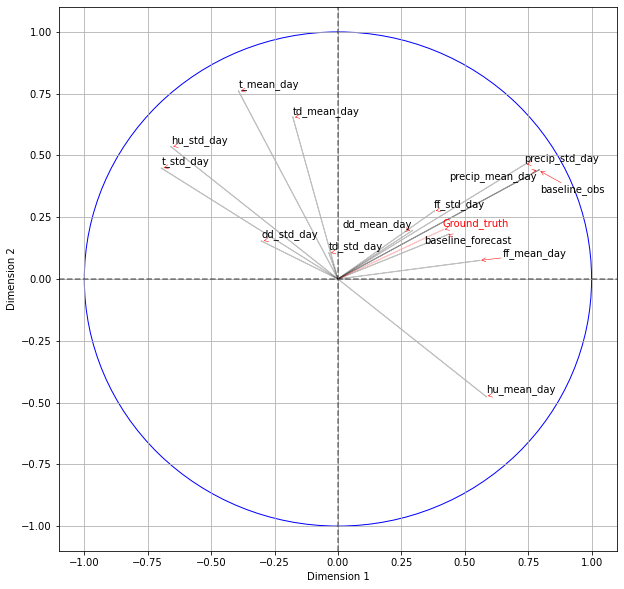 1.00
0.75
0.50
0.25
0.00
−0.25
−0.50
−0.75
−1.00
Dimension 2
t_mean_day
td_mean_day
hu_std_day
t_std_day
precip_std_day
precip_mean_day
baseline_obs
ff_std_day
dd_mean_day
Ground_truth
dd_std_day
baseline_forecast
td_std_day
ff_mean_day
hu_mean_day
−1.00 −0.75 −0.50 −0.25 0.00 0.25 0.50 0.75 1.00
Dimension 1